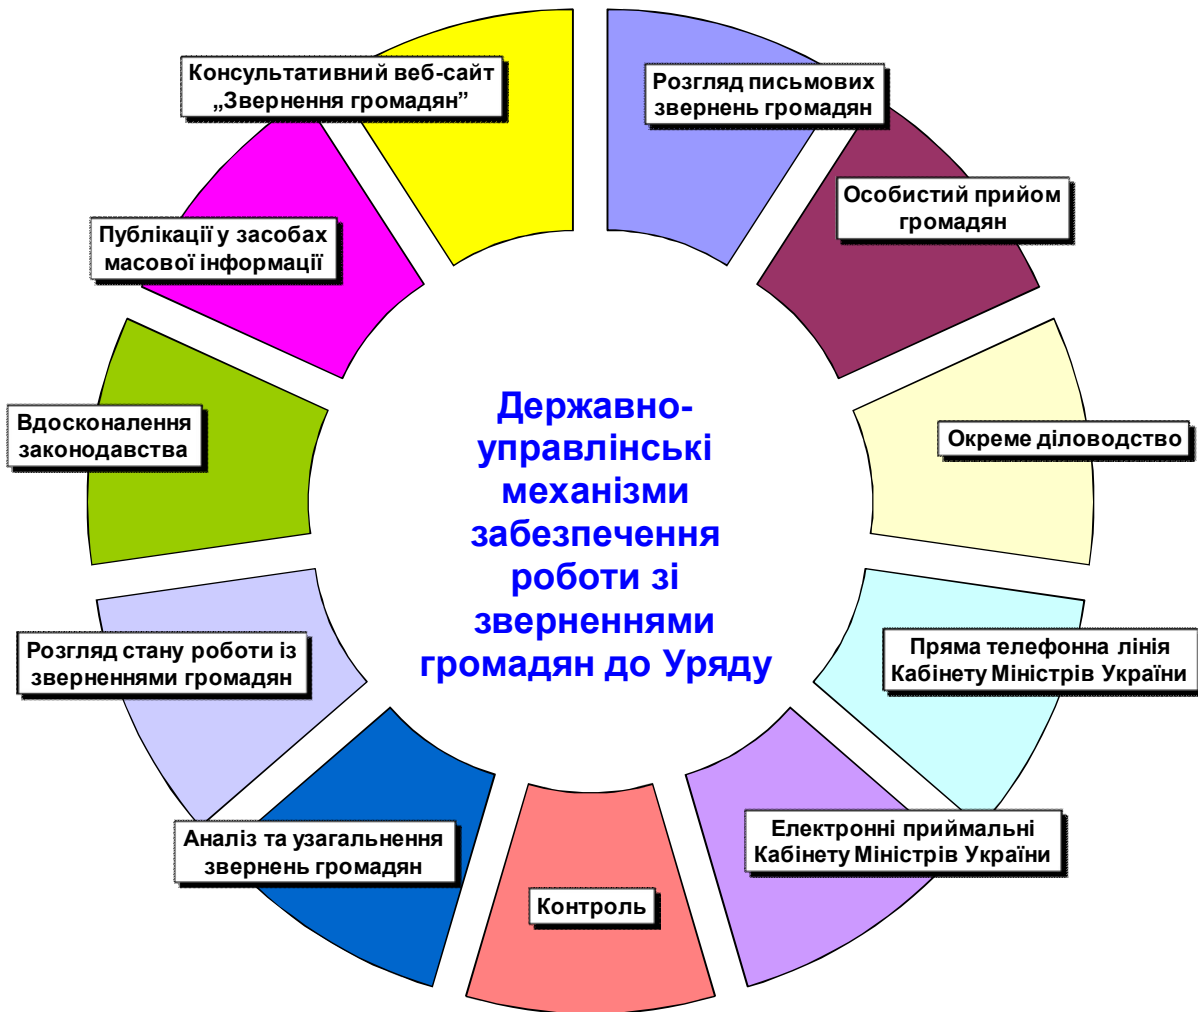 Консультативний веб-сайт
„Звернення громадян”
Розгляд письмових
звернень громадян
Особистий прийом
громадян
Публікації у засобах
масової інформації
Вдосконалення
законодавства
Окреме діловодство
Державно-
управлінські
механізми
забезпечення
роботи зі
зверненнями
громадян до Уряду
Розгляд стану роботи із
зверненнями громадян
Пряма телефонна лінія
Кабінету Міністрів України
Аналіз та узагальнення
звернень громадян
Електронні приймальні
Кабінету Міністрів України
Контроль